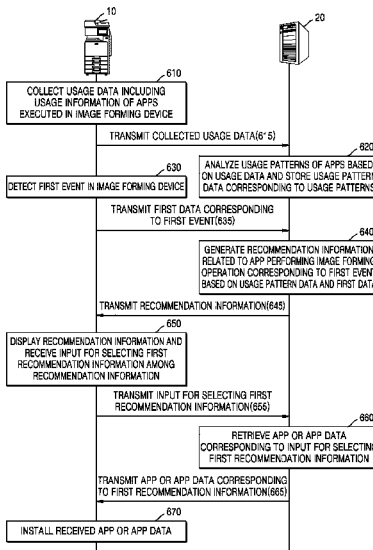 10
20
610
COLLECT USAGE DATA INCLUDING
USAGE INFORMATION OF APPS
EXECUTED IN IMAGE FORMING DEVICE
TRANSMIT COLLECTED USAGE DATA(615)
620
ANALYZE USAGE PATTERNS OF APPS BASED
ON USAGE DATA AND STORE USAGE PATTERN
DATA CORRESPONDING TO USAGE PATTERNS
630
DETECT FIRST EVENT IN IMAGE FORMING DEVICE
TRANSMIT FIRST DATA CORRESPONDING
TO FIRST EVENT(635)
640
GENERATE RECOMMENDATION INFORMATION
RELATED TO APP PERFORMING IMAGE FORMING
OPERATION CORRESPONDING TO FIRST EVENT
BASED ON USAGE PATTERN DATA AND FIRST DATA
TRANSMIT RECOMMENDATION INFORMATION(645)
650
DISPLAY RECOMMENDATION INFORMATION AND
RECEIVE INPUT FOR SELECTING FIRST
RECOMMENDATION INFORMATION AMONG
RECOMMENDATION INFORMATION
TRANSMIT INPUT FOR SELECTING FIRST
RECOMMENDATION INFORMATION(655)
660
RETRIEVE APP OR APP DATA
CORRESPONDING TO INPUT FOR SELECTING
FIRST RECOMMENDATION INFORMATION
TRANSMIT APP OR APP DATA CORRESPONDING
TO FIRST RECOMMENDATION INFORMATION(665)
670
INSTALL RECEIVED APP OR APP DATA